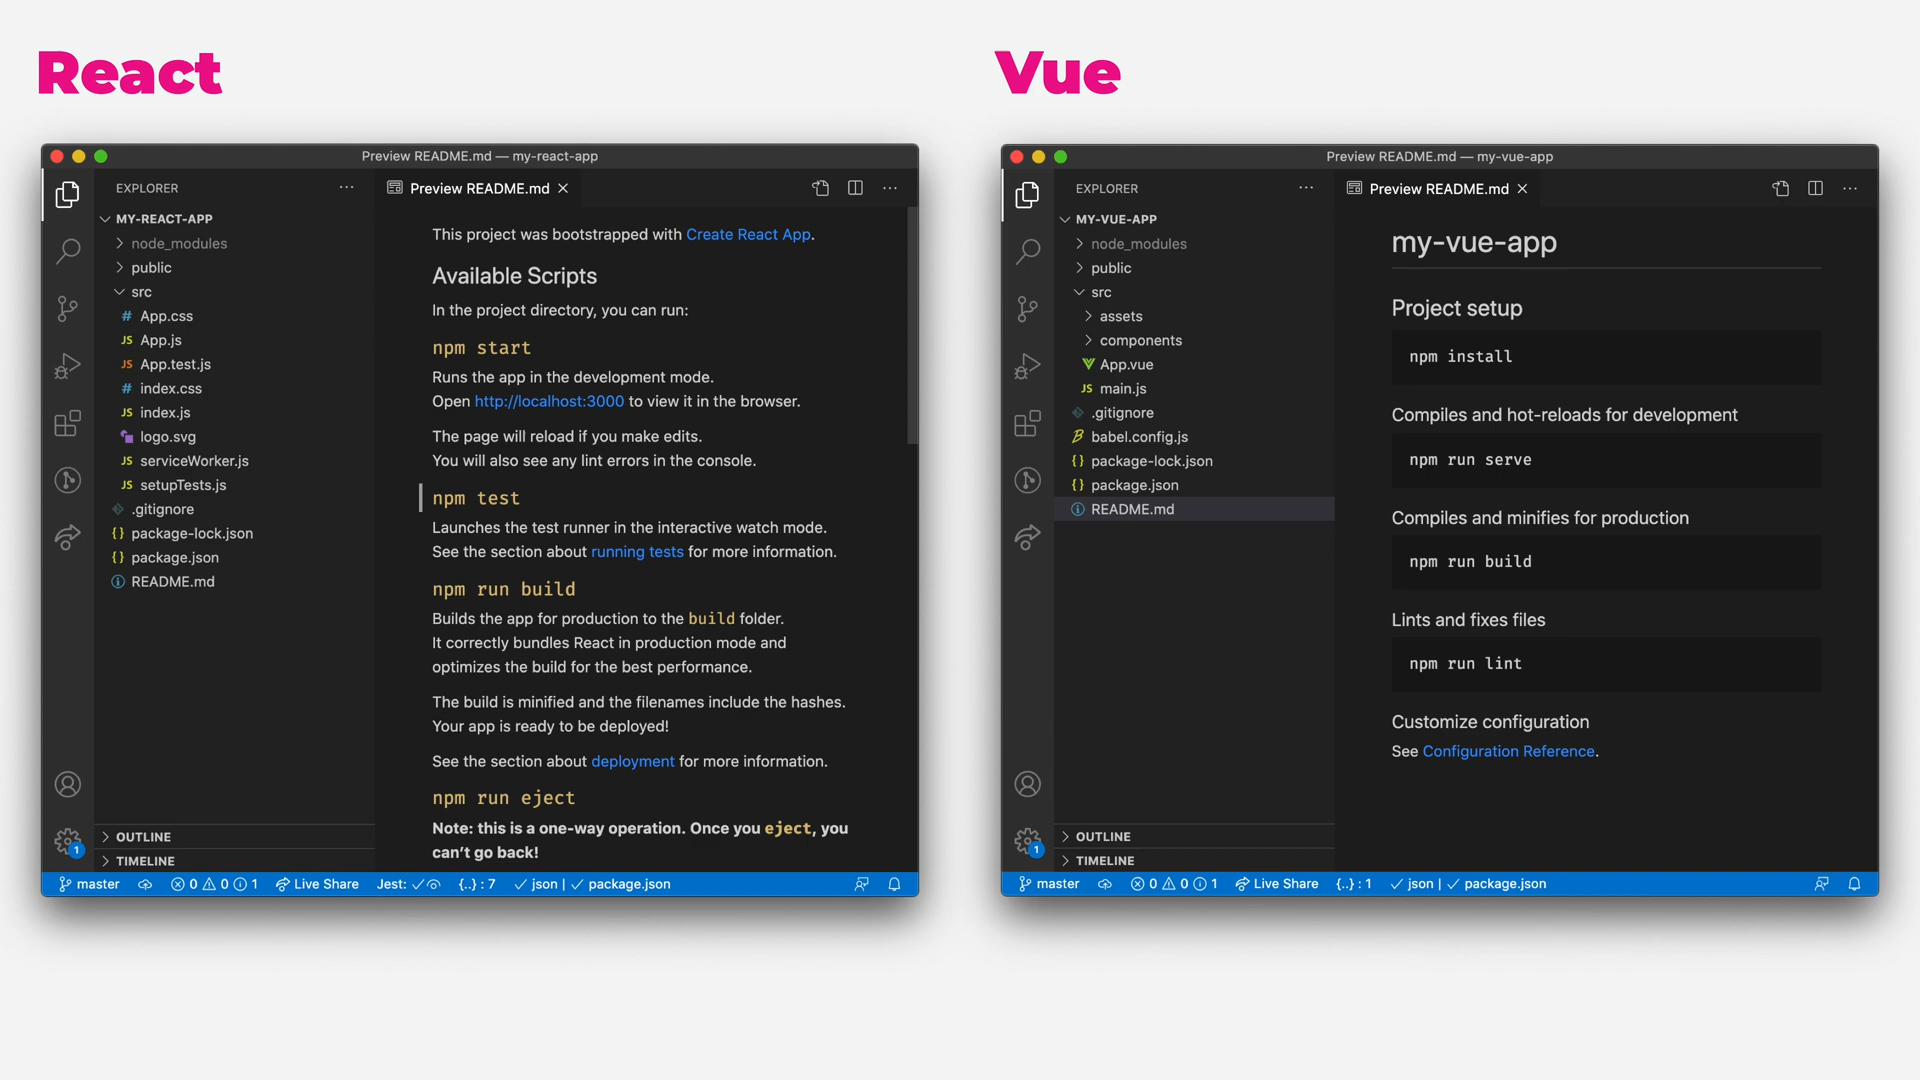 React
Preview README.md — my-react-app
EXPLORER
Preview README.md
MY-REACT-APP
node_modules
public
src
# App.css
JS App.js
JS App.test.js
# index.css
JS index.js
logo.svg
JS serviceWorker.js
JS setupTests.js
.gitignore
{} package-lock.json
{} package.json
README.md
OUTLINE
TIMELINE
1
This project was bootstrapped with Create React App.
Available Scripts
In the project directory, you can run:
npm start
Runs the app in the development mode.
Open http://localhost:3000 to view it in the browser.
The page will reload if you make edits.
You will also see any lint errors in the console.
npm test
Launches the test runner in the interactive watch mode.
See the section about running tests for more information.
npm run build
Builds the app for production to the build folder.
It correctly bundles React in production mode and
optimizes the build for the best performance.
The build is minified and the filenames include the hashes.
Your app is ready to be deployed!
See the section about deployment for more information.
npm run eject
Note: this is a one-way operation. Once you eject, you
can’t go back!
master 0 0 1 Live Share Jest: {..} : 7 json | package.json
Vue
Preview README.md — my-vue-app
EXPLORER
Preview README.md
MY-VUE-APP
node_modules
public
src
assets
components
App.vue
JS main.js
.gitignore
babel.config.js
{} package-lock.json
{} package.json
README.md
OUTLINE
TIMELINE
1
my-vue-app
Project setup
npm install
Compiles and hot-reloads for development
npm run serve
Compiles and minifies for production
npm run build
Lints and fixes files
npm run lint
Customize configuration
See Configuration Reference.
master 0 0 1 Live Share {..} : 1 json | package.json